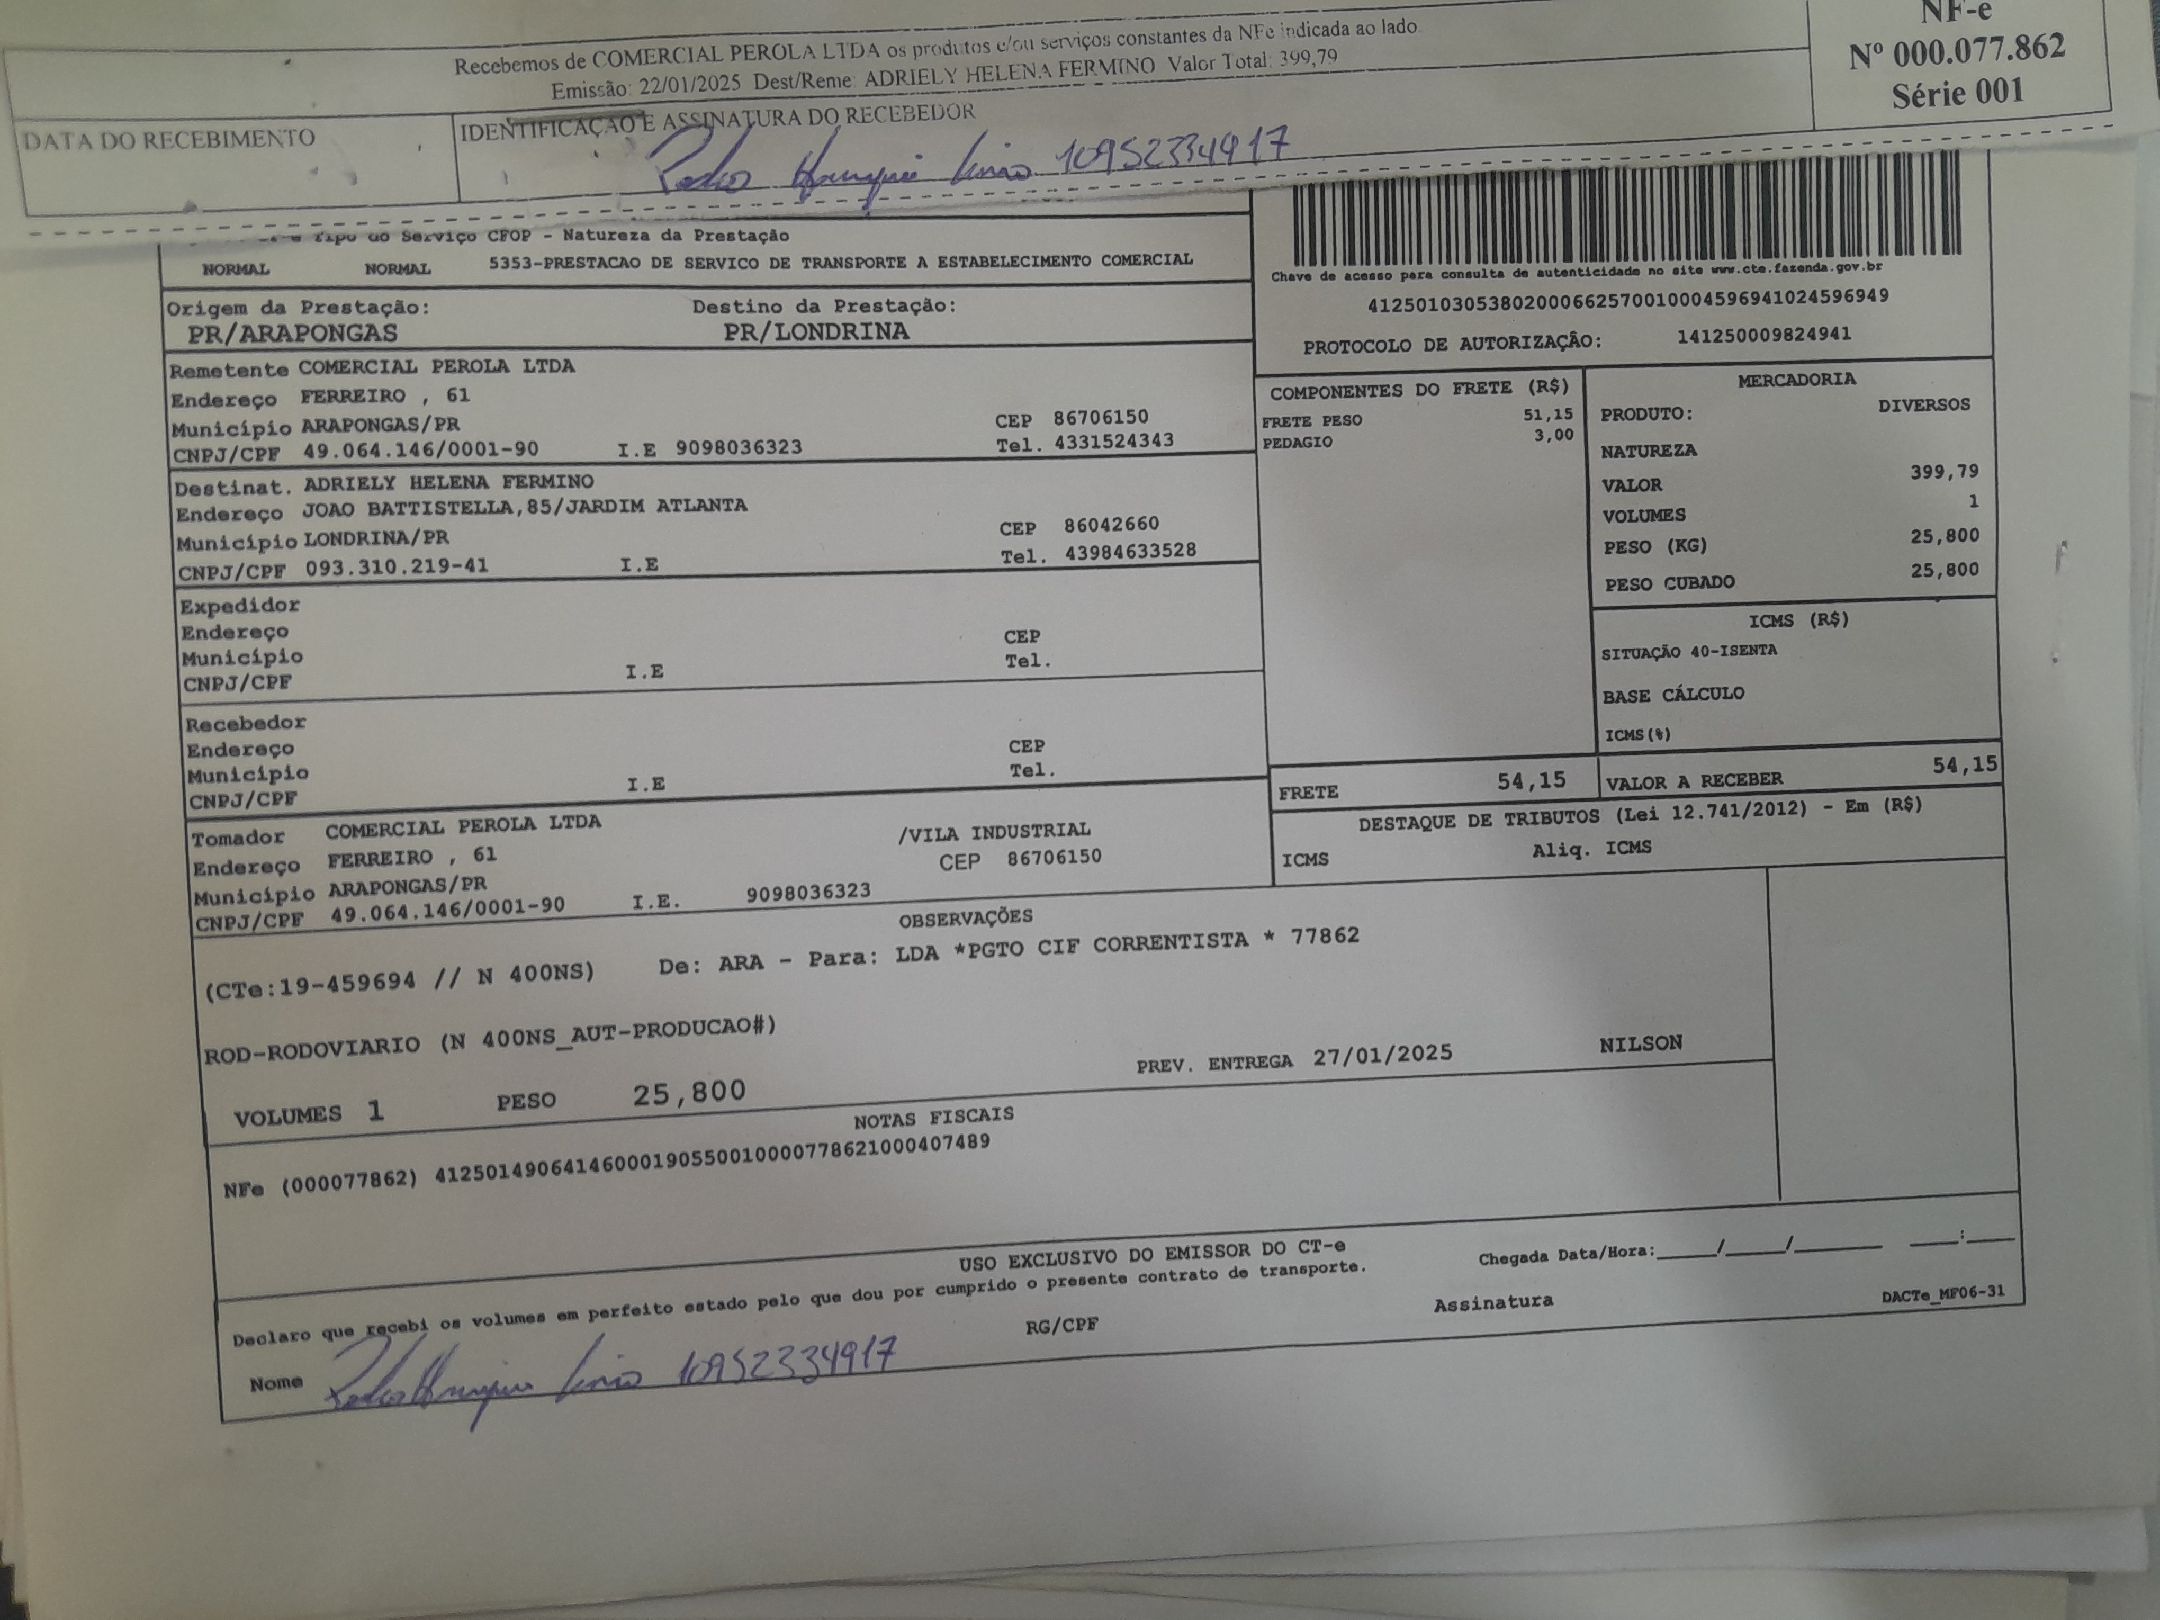 Recebemos de COMERCIAL PEROLA LTDA os produtos e/ou serviços constantes da NFe indicada ao lado
Emissão: 22/01/2025 Dest/Reme: ADRIELY HELENA FERMINO Valor Total: 399,79
NF-e
Nº 000.077.862
Série 001
DATA DO RECEBIMENTO
IDENTIFICAÇAO E ASSINATURA DO RECEBEDOR
Pedro Henrique 10952334917
Tipo do Serviço CFOP - Natureza da Prestação
NORMAL NORMAL 5353-PRESTACAO DE SERVICO DE TRANSPORTE A ESTABELECIMENTO COMERCIAL
Chave de acesso para consulta de autenticidade no site www.cte.fazenda.gov.br
41250103053802000662570010004596941024596949
PROTOCOLO DE AUTORIZAÇÃO: 141250009824941
Origem da Prestação: Destino da Prestação:
PR/ARAPONGAS PR/LONDRINA
Remetente COMERCIAL PEROLA LTDA
Endereço FERREIRO , 61
Município ARAPONGAS/PR CEP 86706150
CNPJ/CPF 49.064.146/0001-90 I.E 9098036323 Tel. 4331524343
Destinat. ADRIELY HELENA FERMINO
Endereço JOAO BATTISTELLA,85/JARDIM ATLANTA
Município LONDRINA/PR CEP 86042660
CNPJ/CPF 093.310.219-41 I.E Tel. 43984633528
Expedidor
Endereço
Município CEP
CNPJ/CPF I.E Tel.
Recebedor
Endereço
Município CEP
CNPJ/CPF I.E Tel.
Tomador COMERCIAL PEROLA LTDA
Endereço FERREIRO , 61 /VILA INDUSTRIAL
Município ARAPONGAS/PR CEP 86706150
CNPJ/CPF 49.064.146/0001-90 I.E. 9098036323
COMPONENTES DO FRETE (R$)
FRETE PESO 51,15
PEDAGIO 3,00
MERCADORIA
PRODUTO: DIVERSOS
NATUREZA
VALOR 399,79
VOLUMES 1
PESO (KG) 25,800
PESO CUBADO 25,800
ICMS (R$)
SITUAÇÃO 40-ISENTA
BASE CÁLCULO
ICMS(%)
FRETE 54,15 VALOR A RECEBER 54,15
DESTAQUE DE TRIBUTOS (Lei 12.741/2012) - Em (R$)
ICMS Aliq. ICMS
OBSERVAÇÕES
(CTe:19-459694 // N 400NS) De: ARA - Para: LDA *PGTO CIF CORRENTISTA * 77862
ROD-RODOVIARIO (N 400NS_AUT-PRODUCAO#)
VOLUMES 1 PESO 25,800 PREV. ENTREGA 27/01/2025 NILSON
NOTAS FISCAIS
NFe (000077862) 41250149064146000190550010000778621000407489
USO EXCLUSIVO DO EMISSOR DO CT-e
Declaro que recebi os volumes em perfeito estado pelo que dou por cumprido o presente contrato de transporte.
Chegada Data/Hora:_____/_____/_______ ____:____
Nome Pedro Henrique 10952334917 RG/CPF Assinatura
DACTe_MF06-31